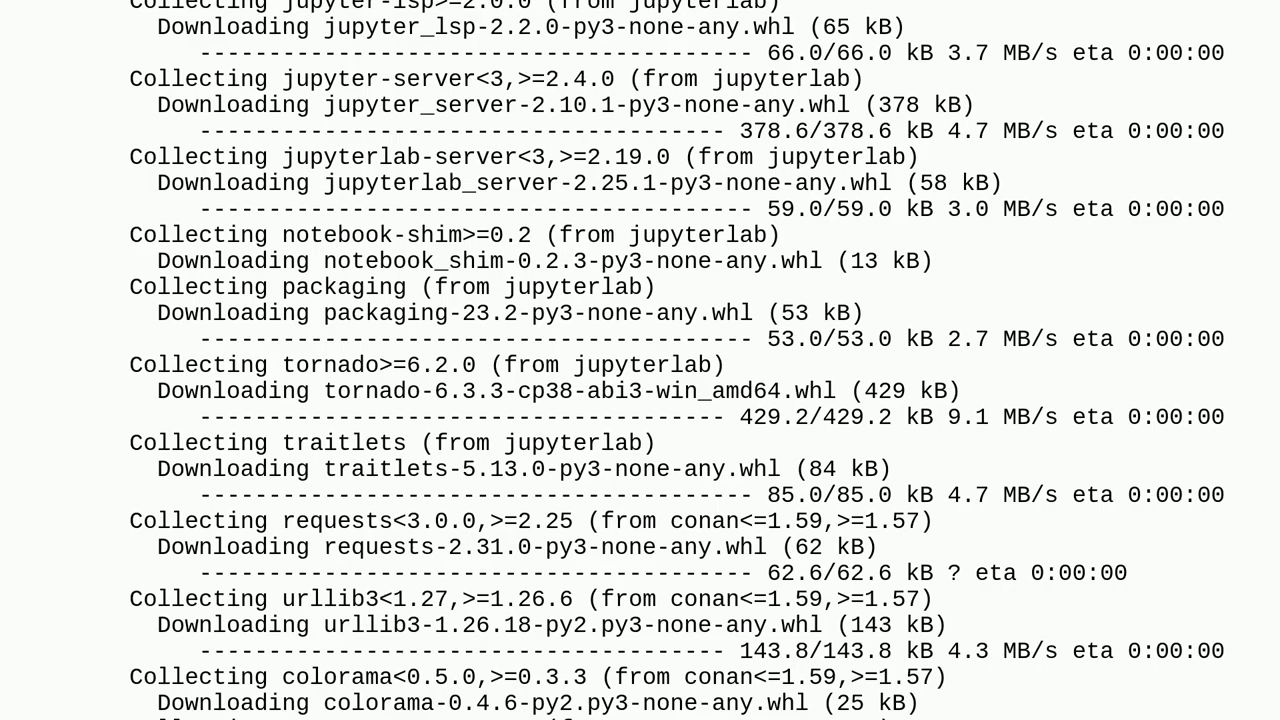 Collecting jupyter-lsp>=2.0.0 (from jupyterlab)
Downloading jupyter_lsp-2.2.0-py3-none-any.whl (65 kB)
---------------------------------------- 66.0/66.0 kB 3.7 MB/s eta 0:00:00
Collecting jupyter-server<3,>=2.4.0 (from jupyterlab)
Downloading jupyter_server-2.10.1-py3-none-any.whl (378 kB)
-------------------------------------- 378.6/378.6 kB 4.7 MB/s eta 0:00:00
Collecting jupyterlab-server<3,>=2.19.0 (from jupyterlab)
Downloading jupyterlab_server-2.25.1-py3-none-any.whl (58 kB)
---------------------------------------- 59.0/59.0 kB 3.0 MB/s eta 0:00:00
Collecting notebook-shim>=0.2 (from jupyterlab)
Downloading notebook_shim-0.2.3-py3-none-any.whl (13 kB)
Collecting packaging (from jupyterlab)
Downloading packaging-23.2-py3-none-any.whl (53 kB)
---------------------------------------- 53.0/53.0 kB 2.7 MB/s eta 0:00:00
Collecting tornado>=6.2.0 (from jupyterlab)
Downloading tornado-6.3.3-cp38-abi3-win_amd64.whl (429 kB)
-------------------------------------- 429.2/429.2 kB 9.1 MB/s eta 0:00:00
Collecting traitlets (from jupyterlab)
Downloading traitlets-5.13.0-py3-none-any.whl (84 kB)
---------------------------------------- 85.0/85.0 kB 4.7 MB/s eta 0:00:00
Collecting requests<3.0.0,>=2.25 (from conan<=1.59,>=1.57)
Downloading requests-2.31.0-py3-none-any.whl (62 kB)
---------------------------------------- 62.6/62.6 kB ? eta 0:00:00
Collecting urllib3<1.27,>=1.26.6 (from conan<=1.59,>=1.57)
Downloading urllib3-1.26.18-py2.py3-none-any.whl (143 kB)
-------------------------------------- 143.8/143.8 kB 4.3 MB/s eta 0:00:00
Collecting colorama<0.5.0,>=0.3.3 (from conan<=1.59,>=1.57)
Downloading colorama-0.4.6-py2.py3-none-any.whl (25 kB)